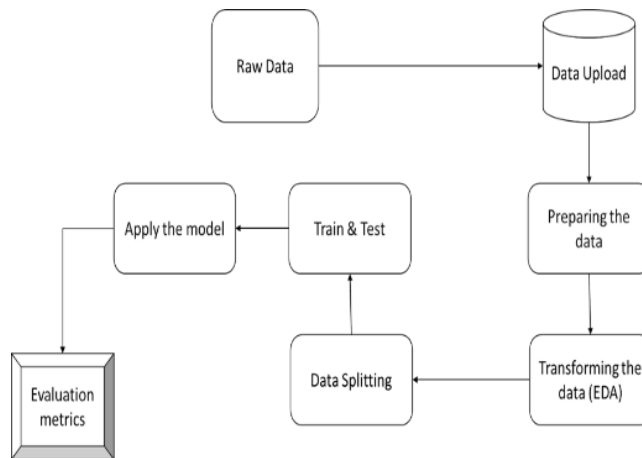 Raw Data
Data Upload
Preparing the
data
Transforming the
data (EDA)
Data Splitting
Train & Test
Apply the model
Evaluation
metrics